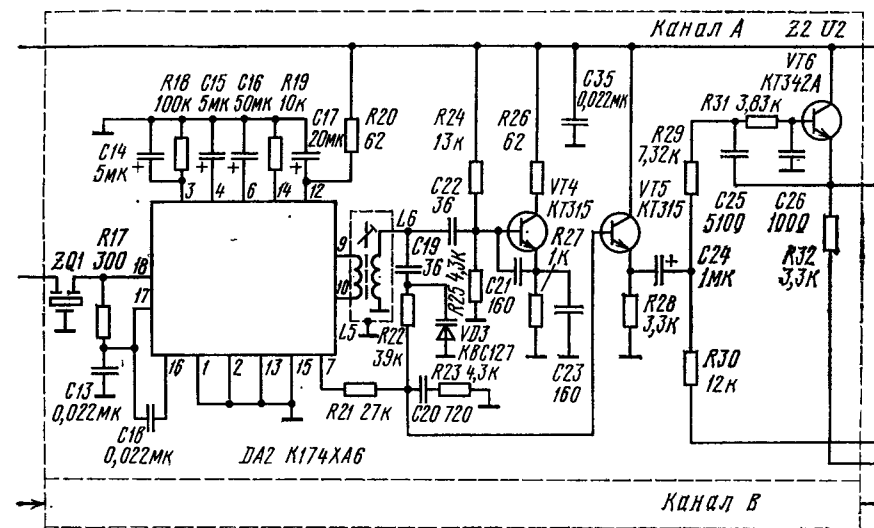 Канал А Z2 U2
VT6
КТ342А
R18
100к
C15
5мк
C16
50мк
R19
10к
C17
20мк
R20
62
C14
5мк
+
+
+
+
3
4
6
14
12
R24
13к
R26
62
C35
0,022мк
R31 3,83к
R29
7,32к
C25
5100
C26
1000
R32
3,3к
C22
36
VT4
КТ315
VT5
КТ315
R27
1к
L6
9
10
L5
C19
36
R25 4,3к
C21
160
C24
1мк
+
R28
3,3к
R30
12к
ZQ1
R17
300
18
17
16
1
2
13
15
7
R22
39к
VD3
КВС127
C23
160
C13
0,022мк
C18
0,022мк
R21 27к
C20 720
R23 4,3к
DA2 К174ХА6
Канал В